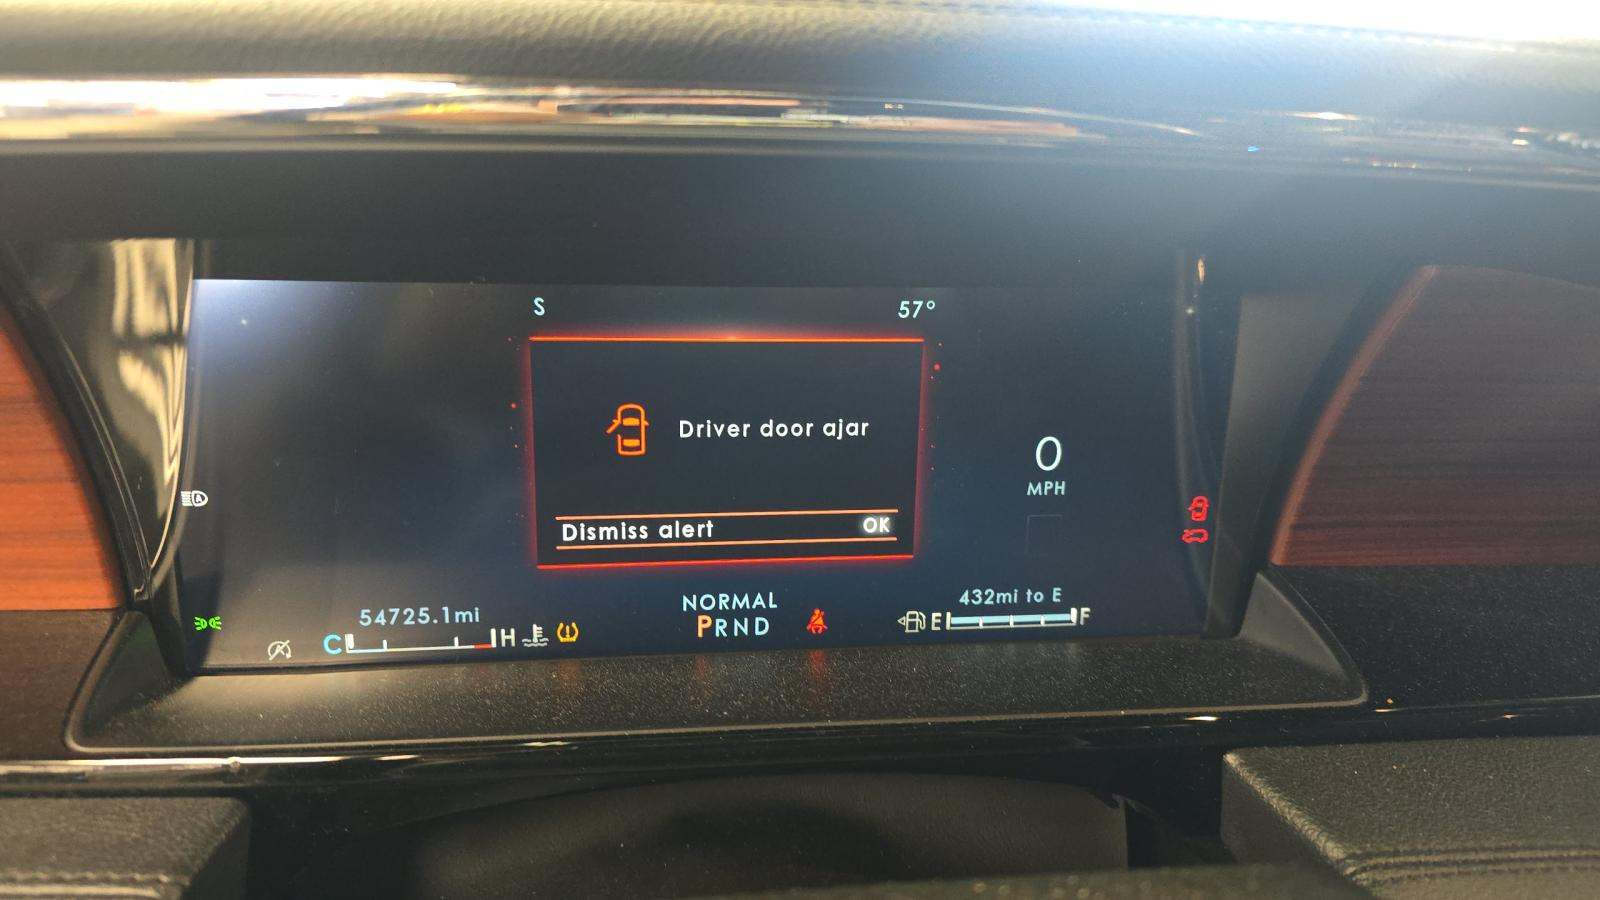 S
57°
Driver door ajar
0
MPH
Dismiss alert OK
432mi to E
NORMAL
54725.1mi
C H
PRND
E F